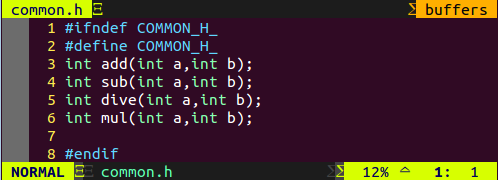 common.h buffers
1 #ifndef COMMON_H_
2 #define COMMON_H_
3 int add(int a,int b);
4 int sub(int a,int b);
5 int dive(int a,int b);
6 int mul(int a,int b);
7
8 #endif
NORMAL common.h 12% 1: 1